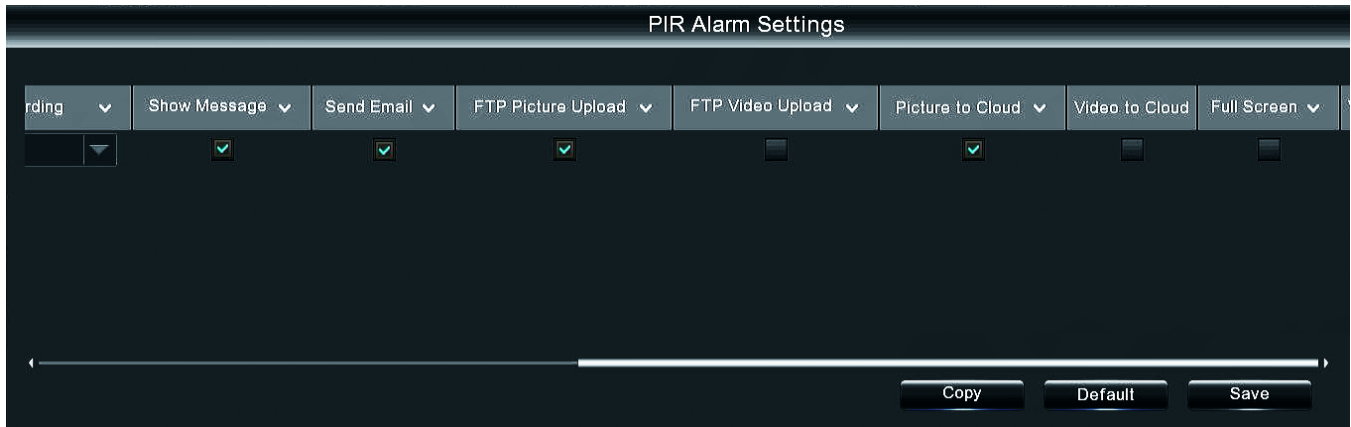 PIR Alarm Settings
rding Show Message Send Email FTP Picture Upload FTP Video Upload Picture to Cloud Video to Cloud Full Screen
Copy Default Save